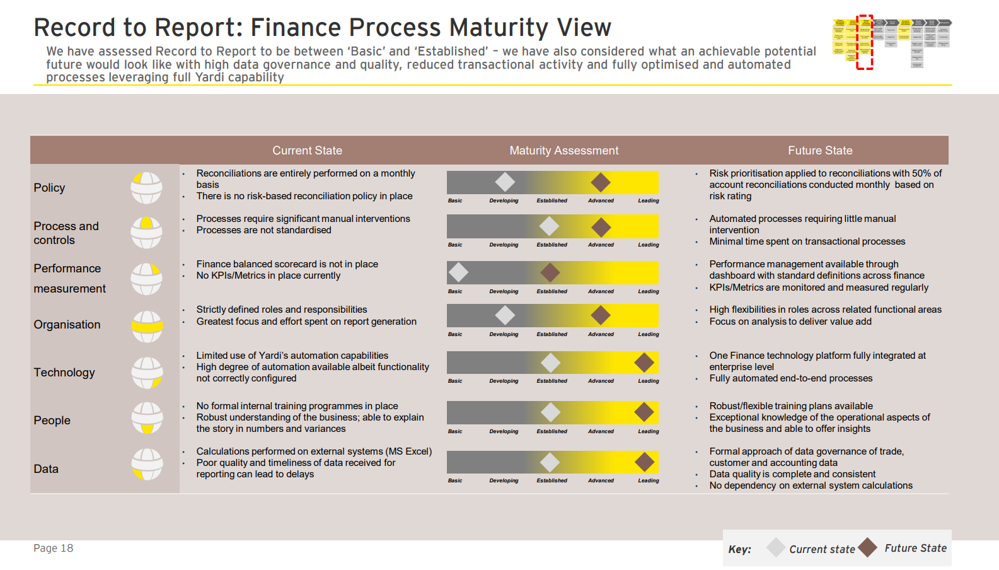 Record to Report: Finance Process Maturity View
We have assessed Record to Report to be between ‘Basic’ and ‘Established’ – we have also considered what an achievable potential
future would look like with high data governance and quality, reduced transactional activity and fully optimised and automated
processes leveraging full Yardi capability
Current State
Maturity Assessment
Future State
Policy
• Reconciliations are entirely performed on a monthly
basis
• There is no risk-based reconciliation policy in place
Basic Developing Established Advanced Leading
• Risk prioritisation applied to reconciliations with 50% of
account reconciliations conducted monthly based on
risk rating
Process and
controls
• Processes require significant manual interventions
• Processes are not standardised
Basic Developing Established Advanced Leading
• Automated processes requiring little manual
intervention
• Minimal time spent on transactional processes
Performance
measurement
• Finance balanced scorecard is not in place
• No KPIs/Metrics in place currently
Basic Developing Established Advanced Leading
• Performance management available through
dashboard with standard definitions across finance
• KPIs/Metrics are monitored and measured regularly
Organisation
• Strictly defined roles and responsibilities
• Greatest focus and effort spent on report generation
Basic Developing Established Advanced Leading
• High flexibilities in roles across related functional areas
• Focus on analysis to deliver value add
Technology
• Limited use of Yardi’s automation capabilities
• High degree of automation available albeit functionality
not correctly configured
Basic Developing Established Advanced Leading
• One Finance technology platform fully integrated at
enterprise level
• Fully automated end-to-end processes
People
• No formal internal training programmes in place
• Robust understanding of the business; able to explain
the story in numbers and variances
Basic Developing Established Advanced Leading
• Robust/flexible training plans available
• Exceptional knowledge of the operational aspects of
the business and able to offer insights
Data
• Calculations performed on external systems (MS Excel)
• Poor quality and timeliness of data received for
reporting can lead to delays
Basic Developing Established Advanced Leading
• Formal approach of data governance of trade,
customer and accounting data
• Data quality is complete and consistent
• No dependency on external system calculations
Page 18
Key: Current state Future State